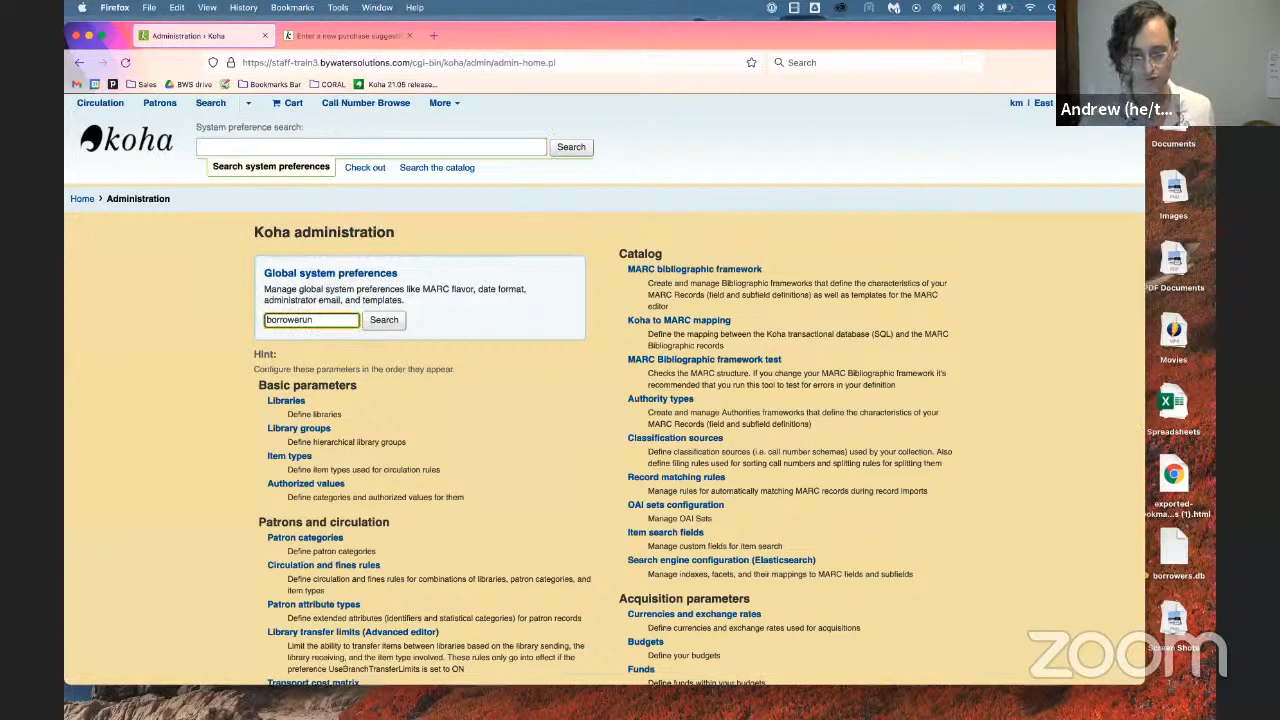 Firefox File Edit View History Bookmarks Tools Window Help
Administration › Koha
Enter a new purchase suggesti
https://staff-train3.bywatersolutions.com/cgi-bin/koha/admin/admin-home.pl
Search
Sales
BWS drive
Bookmarks Bar
CORAL
Koha 21.05 release...
Circulation Patrons Search Cart Call Number Browse More
km | East
Andrew (he/t...
koha
System preference search:
Search
Search system preferences Check out Search the catalog
Home › Administration
Koha administration
Global system preferences
Manage global system preferences like MARC flavor, date format,
administrator email, and templates.
borrowerun Search
Hint:
Configure these parameters in the order they appear.
Basic parameters
Libraries
Define libraries
Library groups
Define hierarchical library groups
Item types
Define item types used for circulation rules
Authorized values
Define categories and authorized values for them
Patrons and circulation
Patron categories
Define patron categories
Circulation and fines rules
Define circulation and fines rules for combinations of libraries, patron categories, and
item types
Patron attribute types
Define extended attributes (identifiers and statistical categories) for patron records
Library transfer limits (Advanced editor)
Limit the ability to transfer items between libraries based on the library sending, the
library receiving, and the item type involved. These rules only go into effect if the
preference UseBranchTransferLimits is set to ON
Transport cost matrix
Catalog
MARC bibliographic framework
Create and manage Bibliographic frameworks that define the characteristics of your
MARC Records (field and subfield definitions) as well as templates for the MARC
editor
Koha to MARC mapping
Define the mapping between the Koha transactional database (SQL) and the MARC
Bibliographic records
MARC Bibliographic framework test
Checks the MARC structure. If you change your MARC Bibliographic framework it's
recommended that you run this tool to test for errors in your definition
Authority types
Create and manage Authorities frameworks that define the characteristics of your
MARC Records (field and subfield definitions)
Classification sources
Define classification sources (i.e. call number schemes) used by your collection. Also
define filing rules used for sorting call numbers and splitting rules for splitting them
Record matching rules
Manage rules for automatically matching MARC records during record imports
OAI sets configuration
Manage OAI Sets
Item search fields
Manage custom fields for item search
Search engine configuration (Elasticsearch)
Manage indexes, facets, and their mappings to MARC fields and subfields
Acquisition parameters
Currencies and exchange rates
Define currencies and exchange rates used for acquisitions
Budgets
Define your budgets
Funds
Define funds within your budgets
Documents
Images
PDF Documents
Movies
Spreadsheets
exported-
ookma...s (1).html
borrowers.db
Screen Shots
zoom